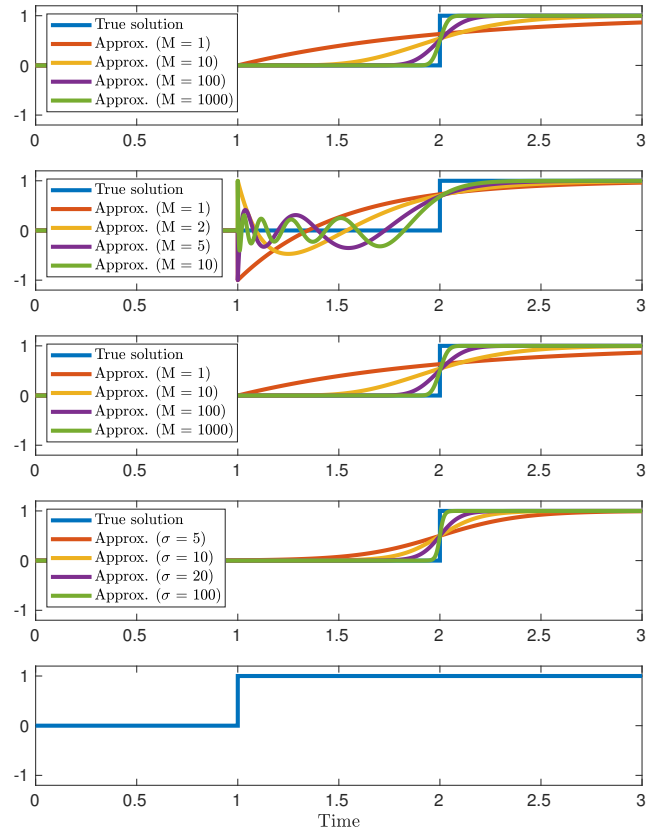 1
0
-1
True solution
Approx. (M = 1)
Approx. (M = 10)
Approx. (M = 100)
Approx. (M = 1000)
0 0.5 1 1.5 2 2.5 3
1
0
-1
True solution
Approx. (M = 1)
Approx. (M = 2)
Approx. (M = 5)
Approx. (M = 10)
0 0.5 1 1.5 2 2.5 3
1
0
-1
True solution
Approx. (M = 1)
Approx. (M = 10)
Approx. (M = 100)
Approx. (M = 1000)
0 0.5 1 1.5 2 2.5 3
1
0
-1
True solution
Approx. (σ = 5)
Approx. (σ = 10)
Approx. (σ = 20)
Approx. (σ = 100)
0 0.5 1 1.5 2 2.5 3
1
0
-1
0 0.5 1 1.5 2 2.5 3
Time